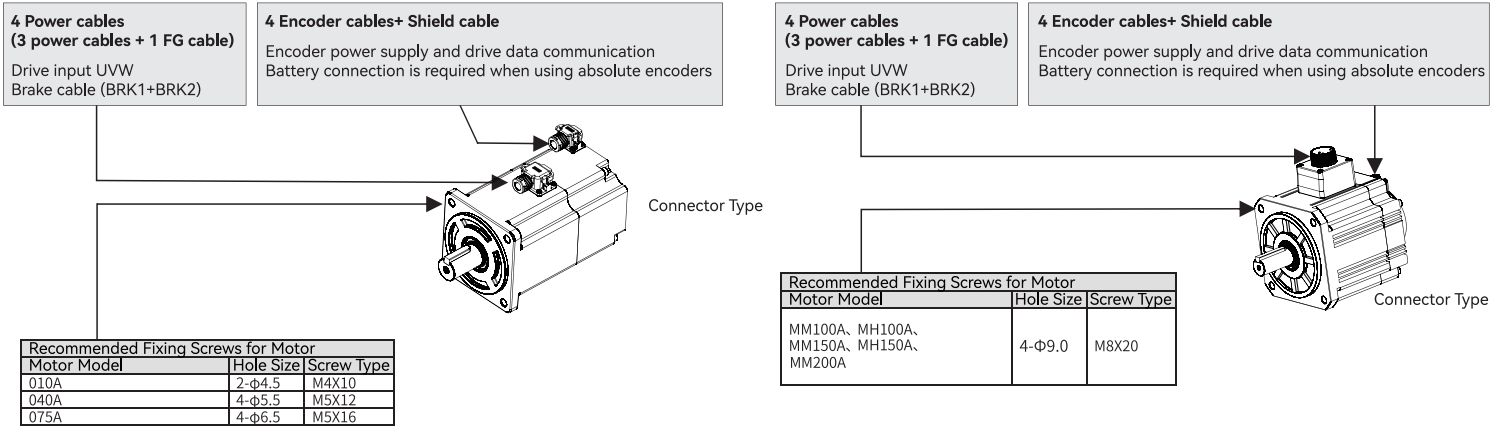 4 Power cables
(3 power cables + 1 FG cable)
Drive input UVW
Brake cable (BRK1+BRK2)
4 Encoder cables+ Shield cable
Encoder power supply and drive data communication
Battery connection is required when using absolute encoders
Connector Type
Recommended Fixing Screws for Motor
Motor Model Hole Size Screw Type
010A 2-ф4.5 M4X10
040A 4-ф5.5 M5X12
075A 4-ф6.5 M5X16
4 Power cables
(3 power cables + 1 FG cable)
Drive input UVW
Brake cable (BRK1+BRK2)
4 Encoder cables+ Shield cable
Encoder power supply and drive data communication
Battery connection is required when using absolute encoders
Connector Type
Recommended Fixing Screws for Motor
Motor Model Hole Size Screw Type
MM100A、MH100A、
MM150A、MH150A、
MM200A
4-Φ9.0 M8X20